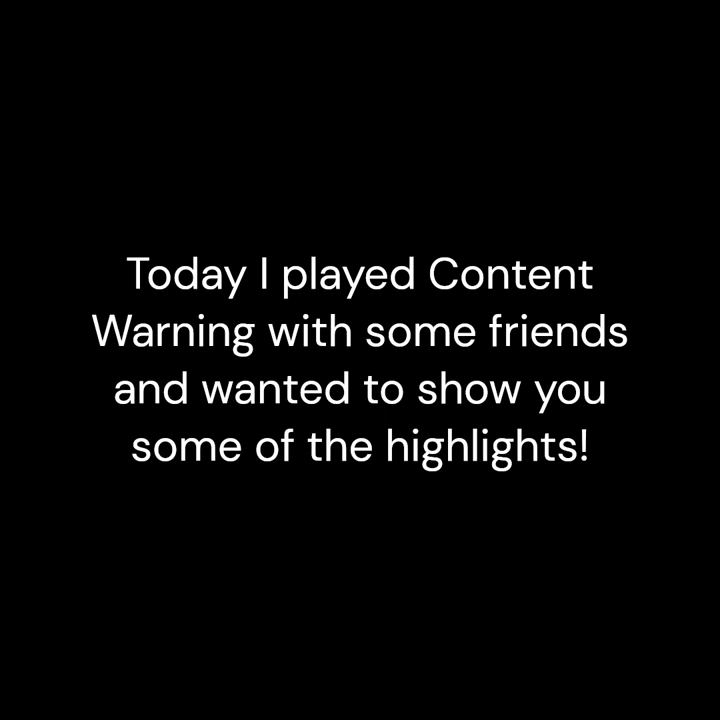 Today I played Content
Warning with some friends
and wanted to show you
some of the highlights!